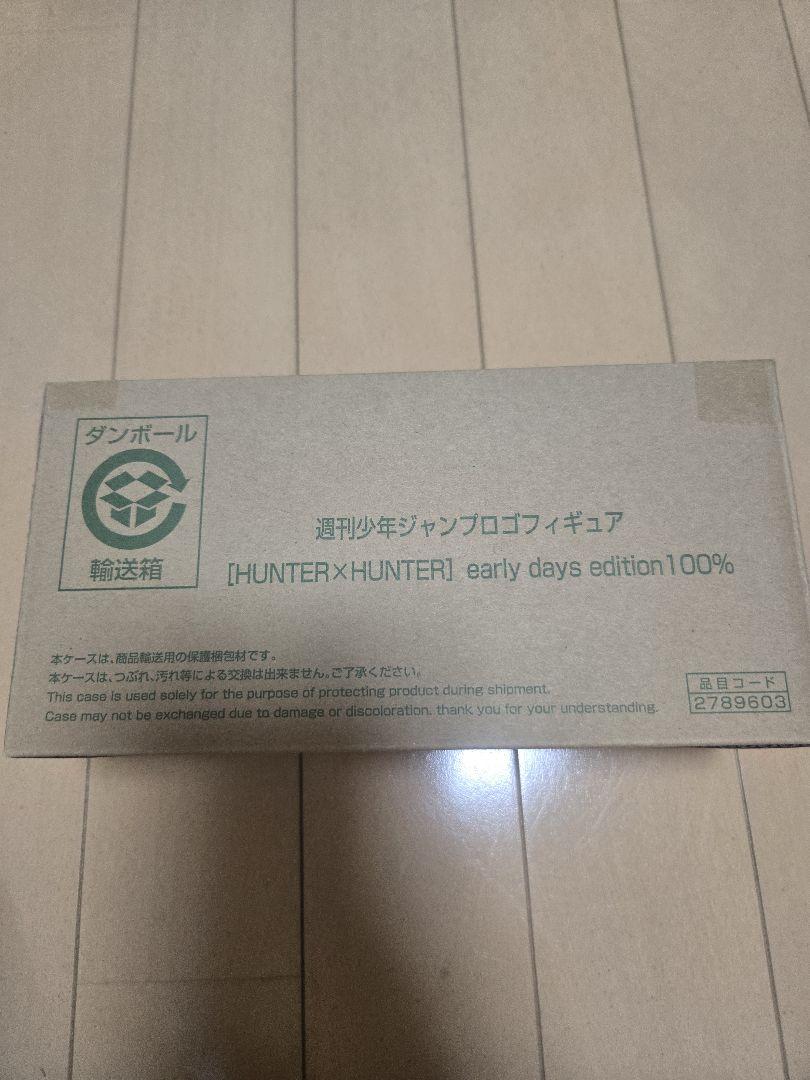 ダンボール
輸送箱
週刊少年ジャンプロゴフィギュア
[HUNTER×HUNTER] early days edition100%
本ケースは、商品輸送用の保護梱包材です。
本ケースは、つぶれ、汚れ等による交換は出来ません。ご了承ください。
This case is used solely for the purpose of protecting product during shipment.
Case may not be exchanged due to damage or discoloration. thank you for your understanding.
品目コード
2789603